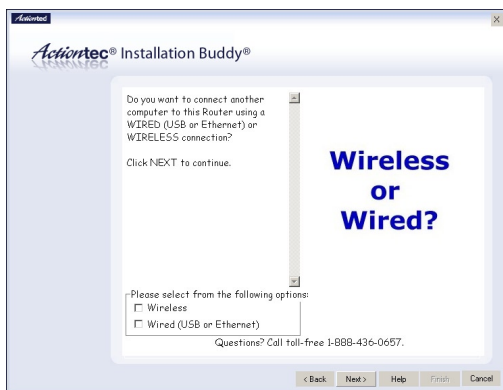 Actiontec
Actiontec® Installation Buddy®
Do you want to connect another
computer to this Router using a
WIRED (USB or Ethernet) or
WIRELESS connection?
Click NEXT to continue.
Wireless
or
Wired?
Please select from the following options:
Wireless
Wired (USB or Ethernet)
Questions? Call toll-free 1-888-436-0657.
< Back
Next >
Help
Finish
Cancel